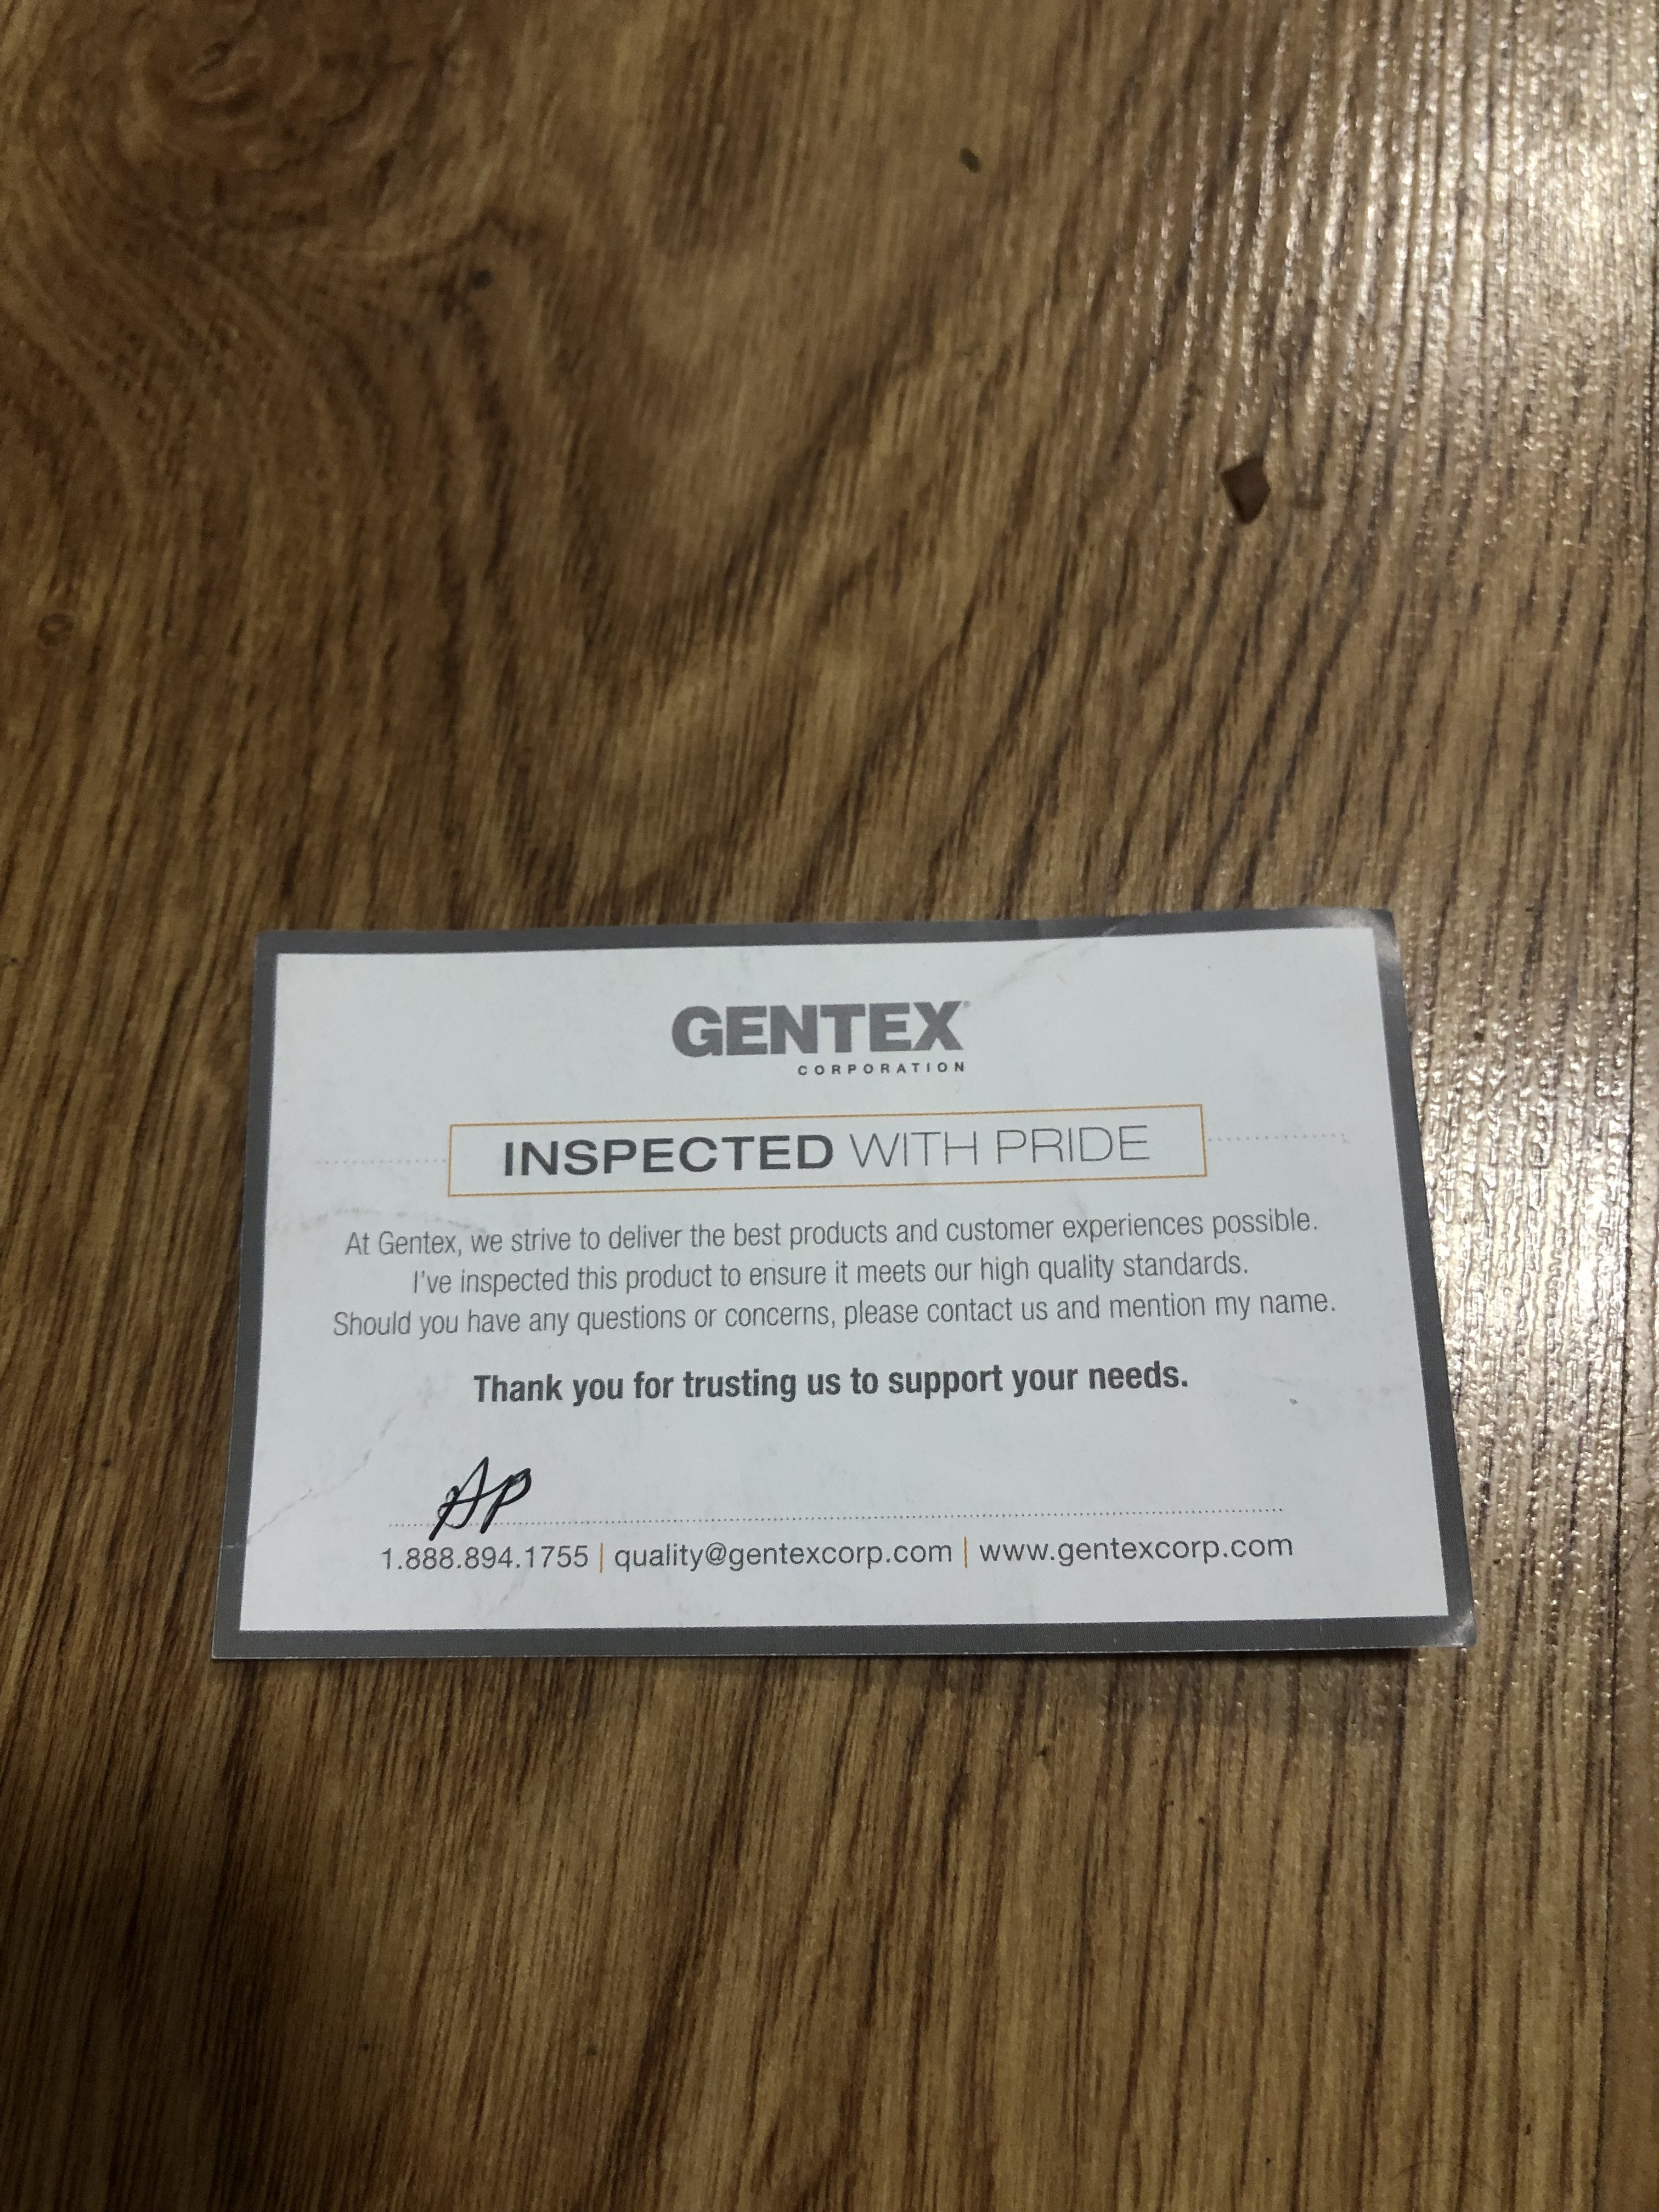 GENTEX®
CORPORATION
INSPECTED WITH PRIDE
At Gentex, we strive to deliver the best products and customer experiences possible.
I've inspected this product to ensure it meets our high quality standards.
Should you have any questions or concerns, please contact us and mention my name.
Thank you for trusting us to support your needs.
AP
1.888.894.1755 | quality@gentexcorp.com | www.gentexcorp.com